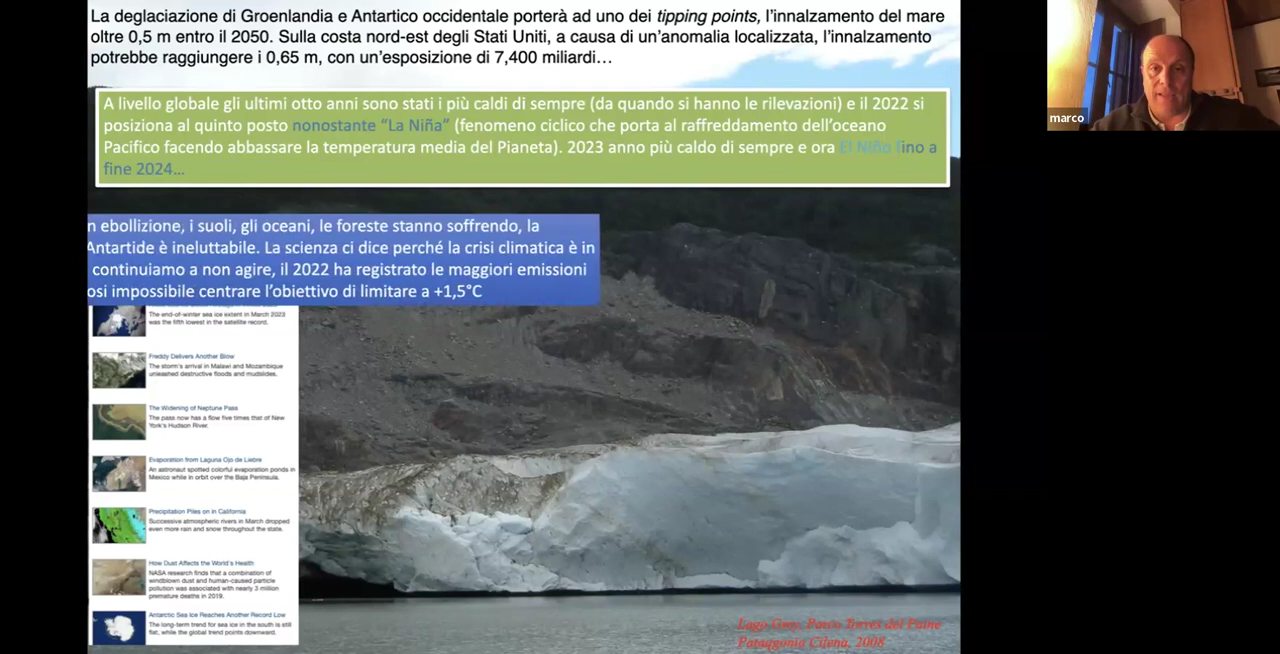 La deglaciazione di Groenlandia e Antartico occidentale porterà ad uno dei tipping points, l'innalzamento del mare
oltre 0,5 m entro il 2050. Sulla costa nord-est degli Stati Uniti, a causa di un'anomalia localizzata, l'innalzamento
potrebbe raggiungere i 0,65 m, con un'esposizione di 7,400 miliardi…
marco
A livello globale gli ultimi otto anni sono stati i più caldi di sempre (da quando si hanno le rilevazioni) e il 2022 si
posiziona al quinto posto nonostante "La Niña" (fenomeno ciclico che porta al raffreddamento dell'oceano
Pacifico facendo abbassare la temperatura media del Pianeta). 2023 anno più caldo di sempre e ora El Niño fino a
fine 2024…
n ebollizione, i suoli, gli oceani, le foreste stanno soffrendo, la
Antartide è ineluttabile. La scienza ci dice perché la crisi climatica è in
continuiamo a non agire, il 2022 ha registrato le maggiori emissioni
osi impossibile centrare l'obiettivo di limitare a +1,5°C
The end-of-winter sea ice extent in March 2023
was the fifth lowest in the satellite record.
Freddy Delivers Another Blow
The storm's arrival in Malawi and Mozambique
unleashed destructive floods and mudslides.
The Widening of Neptune Pass
The pass now has a flow five times that of New
York's Hudson River.
Evaporation from Laguna Ojo de Liebre
An astronaut spotted colorful evaporation ponds in
Mexico while in orbit over the Baja Peninsula.
Precipitation Piles on in California
Successive atmospheric rivers in March dropped
even more rain and snow throughout the state.
How Dust Affects the World's Health
NASA research finds that a combination of
windblown dust and human-caused particle
pollution was associated with nearly 3 million
premature deaths in 2019.
Antarctic Sea Ice Reaches Another Record Low
The long-term trend for sea ice in the south is still
flat, while the global trend points downward.
Lago Grey, Parco Torres del Paine
Patagonia Cilena, 2008